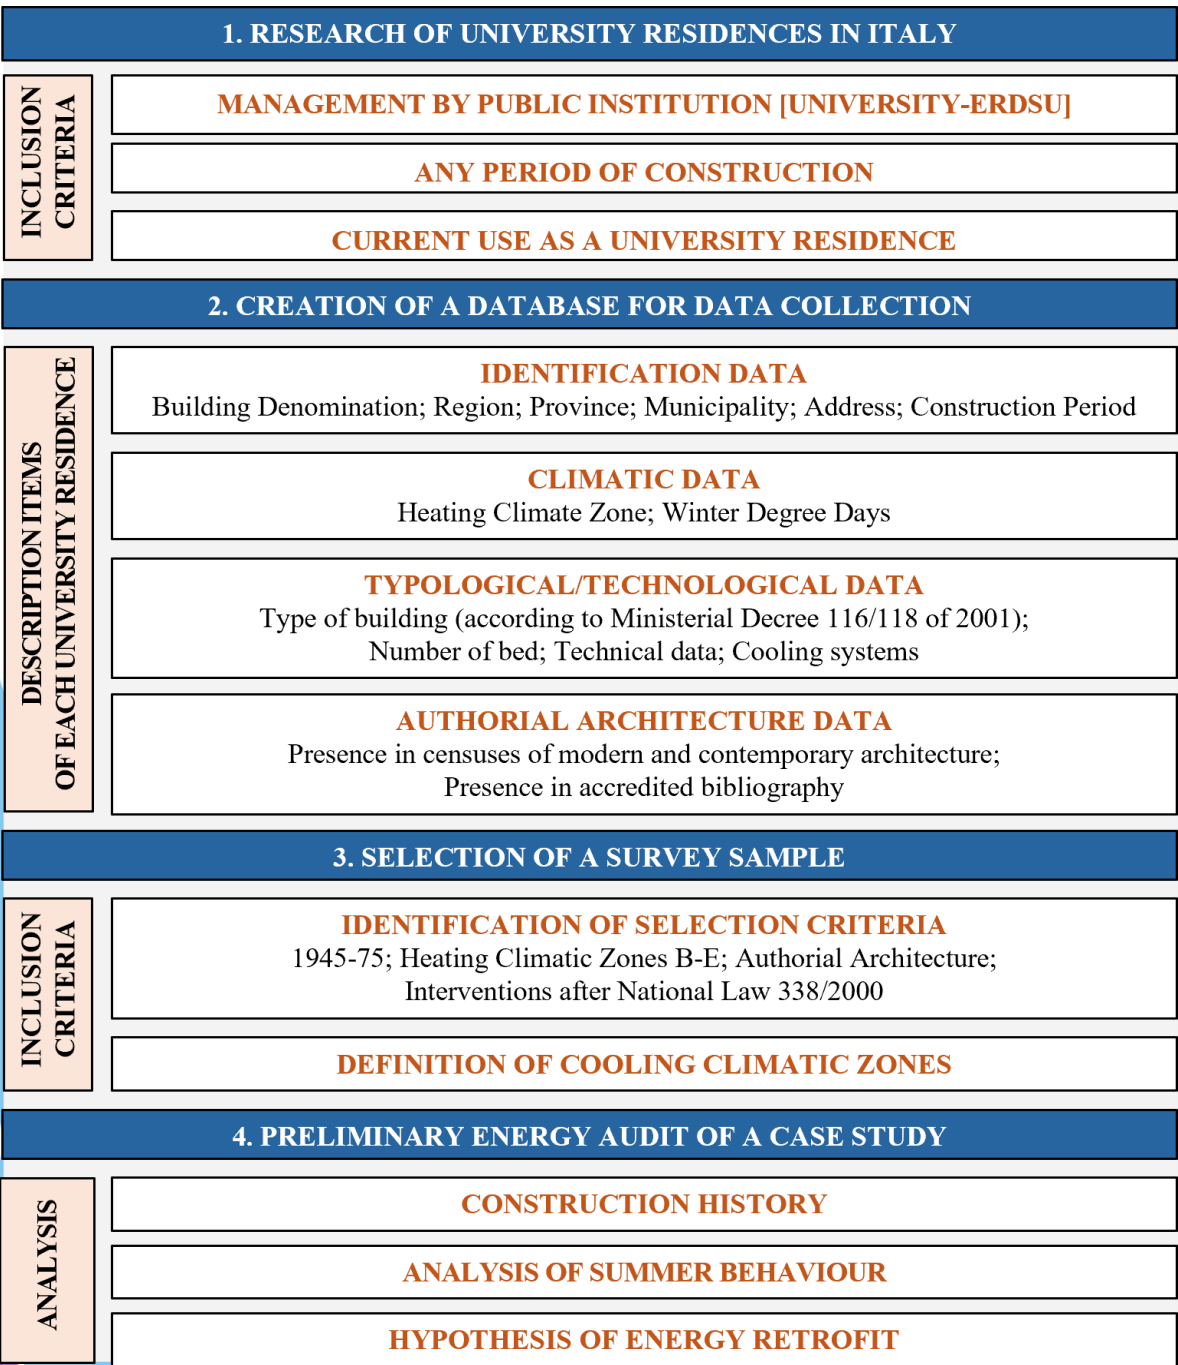 1. RESEARCH OF UNIVERSITY RESIDENCES IN ITALY
INCLUSION
CRITERIA
MANAGEMENT BY PUBLIC INSTITUTION [UNIVERSITY-ERDSU]
ANY PERIOD OF CONSTRUCTION
CURRENT USE AS A UNIVERSITY RESIDENCE
2. CREATION OF A DATABASE FOR DATA COLLECTION
DESCRIPTION ITEMS
OF EACH UNIVERSITY RESIDENCE
IDENTIFICATION DATA
Building Denomination; Region; Province; Municipality; Address; Construction Period
CLIMATIC DATA
Heating Climate Zone; Winter Degree Days
TYPOLOGICAL/TECHNOLOGICAL DATA
Type of building (according to Ministerial Decree 116/118 of 2001);
Number of bed; Technical data; Cooling systems
AUTHORIAL ARCHITECTURE DATA
Presence in censuses of modern and contemporary architecture;
Presence in accredited bibliography
3. SELECTION OF A SURVEY SAMPLE
INCLUSION
CRITERIA
IDENTIFICATION OF SELECTION CRITERIA
1945-75; Heating Climatic Zones B-E; Authorial Architecture;
Interventions after National Law 338/2000
DEFINITION OF COOLING CLIMATIC ZONES
4. PRELIMINARY ENERGY AUDIT OF A CASE STUDY
ANALYSIS
CONSTRUCTION HISTORY
ANALYSIS OF SUMMER BEHAVIOUR
HYPOTHESIS OF ENERGY RETROFIT